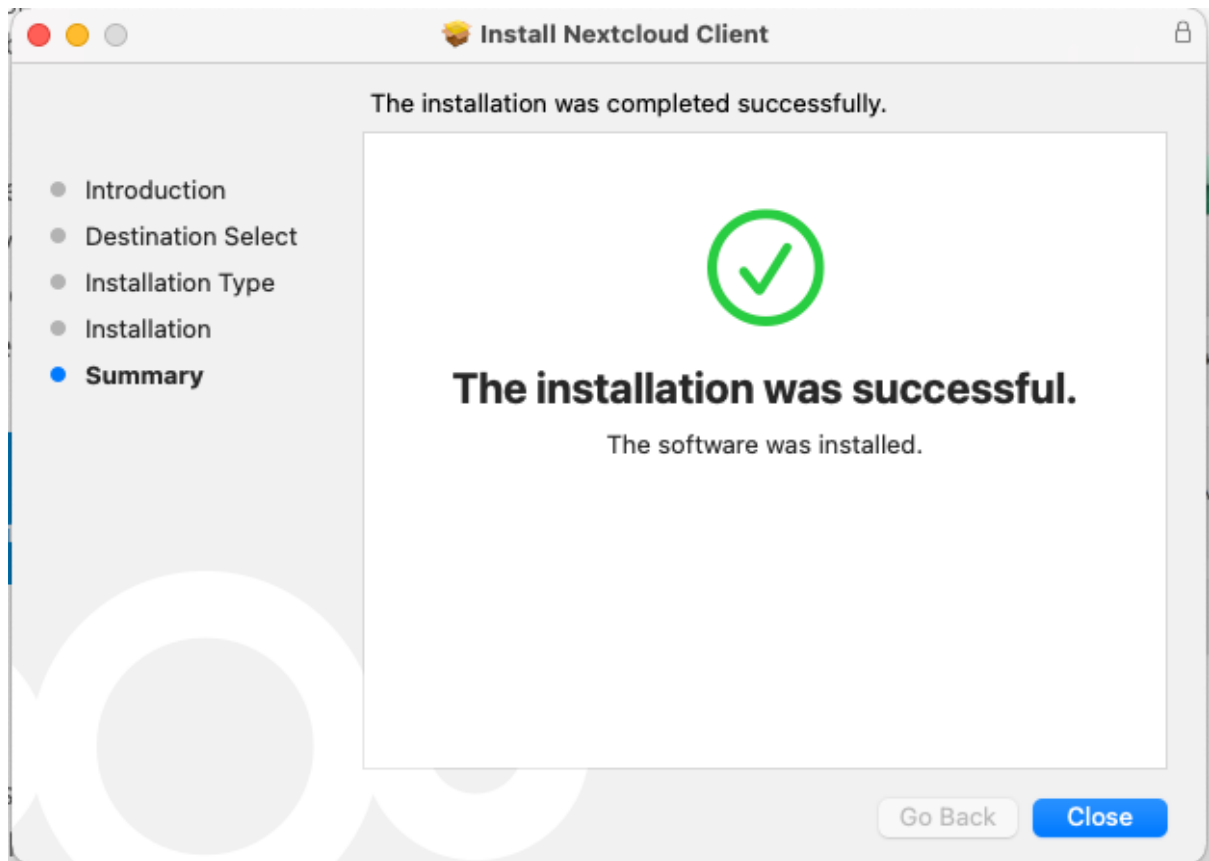 Install Nextcloud Client
The installation was completed successfully.
Introduction
Destination Select
Installation Type
Installation
Summary
The installation was successful.
The software was installed.
Go Back
Close